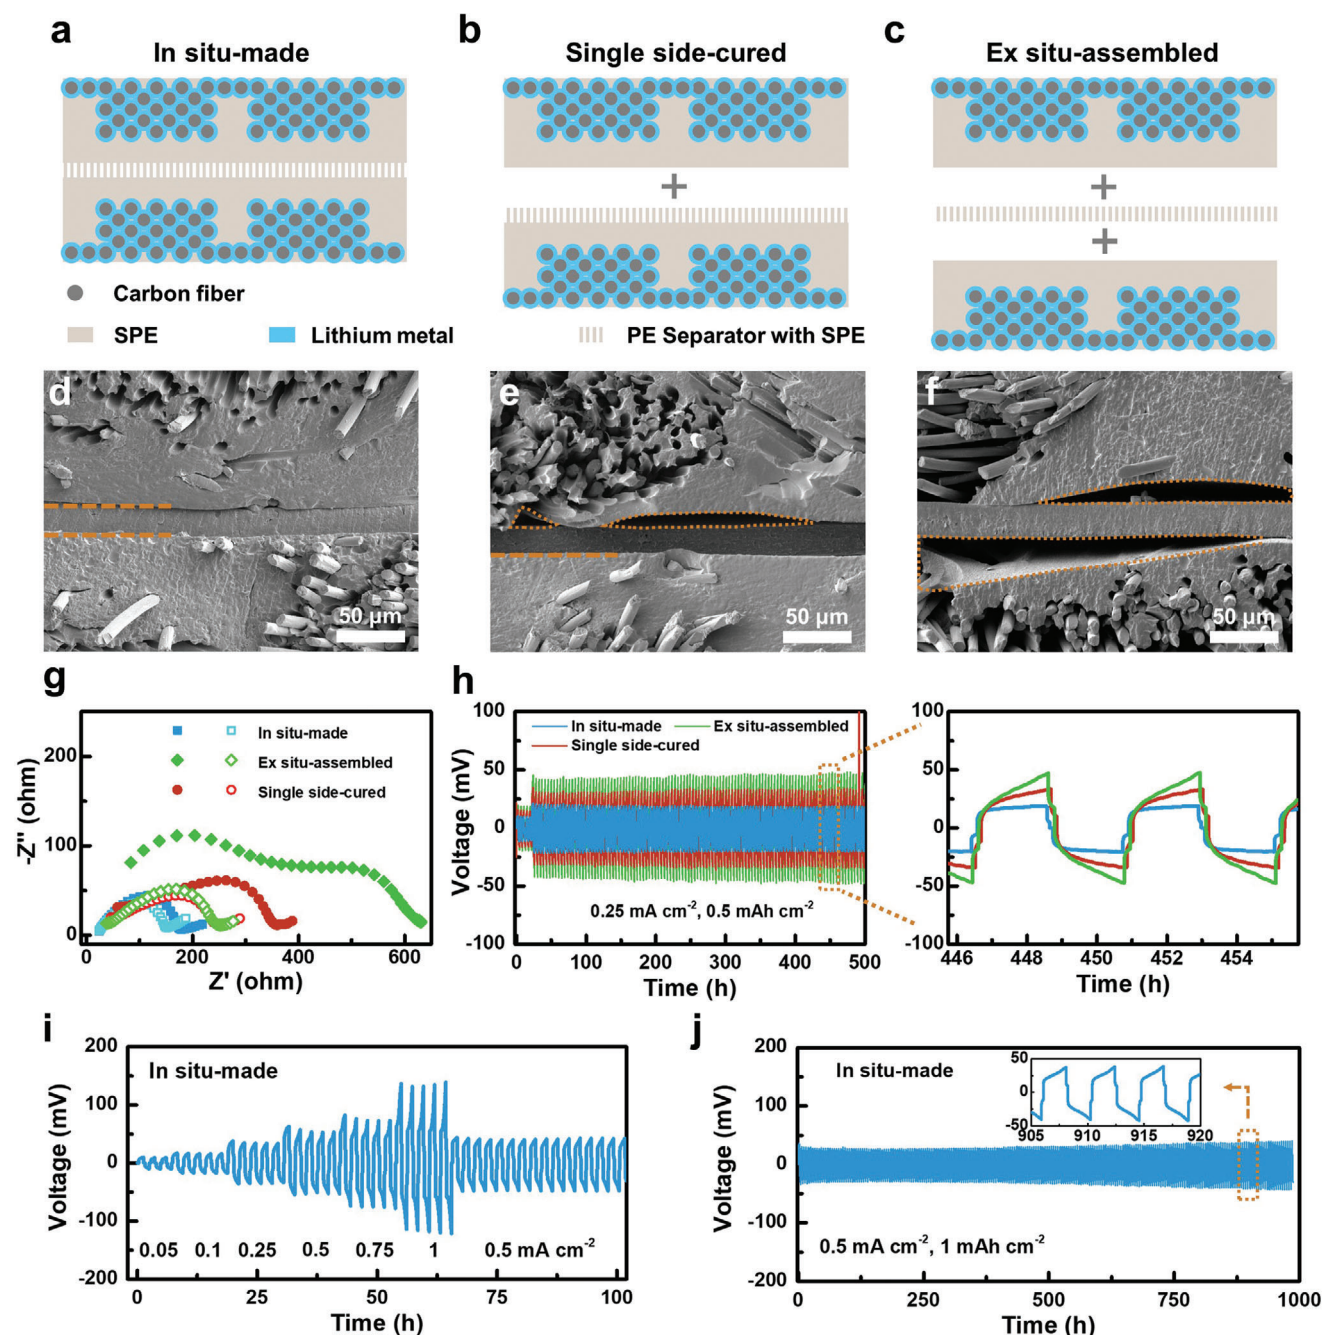 a
In situ-made
b
Single side-cured
c
Ex situ-assembled
+
+
+
Carbon fiber
SPE
Lithium metal
PE Separator with SPE
d
50 μm
e
50 μm
f
50 μm
g
-Z'' (ohm)
200
100
0
0 200 400 600
Z' (ohm)
In situ-made
Ex situ-assembled
Single side-cured
h
Voltage (mV)
100
50
0
-50
-100
In situ-made
Ex situ-assembled
Single side-cured
0.25 mA cm⁻², 0.5 mAh cm⁻²
0 100 200 300 400 500
Time (h)
100
50
0
-50
-100
446 448 450 452 454
Time (h)
i
In situ-made
Voltage (mV)
200
100
0
-100
-200
0.05 0.1 0.25 0.5 0.75 1 0.5 mA cm⁻²
0 25 50 75 100
Time (h)
j
In situ-made
Voltage (mV)
200
100
0
-100
-200
50
0
-50
905 910 915 920
0.5 mA cm⁻², 1 mAh cm⁻²
0 250 500 750 1000
Time (h)